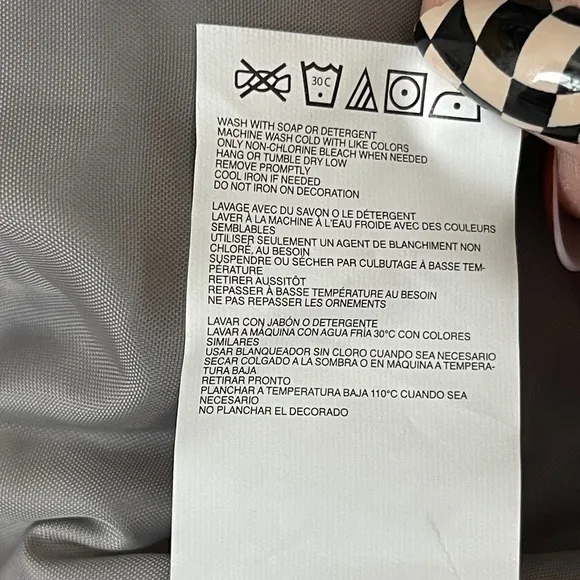 30 C
WASH WITH SOAP OR DETERGENT
MACHINE WASH COLD WITH LIKE COLORS
ONLY NON-CHLORINE BLEACH WHEN NEEDED
HANG OR TUMBLE DRY LOW
REMOVE PROMPTLY
COOL IRON IF NEEDED
DO NOT IRON ON DECORATION
LAVAGE AVEC DU SAVON O LE DÉTERGENT
LAVER À LA MACHINE À L'EAU FROIDE AVEC DES COULEURS
SEMBLABLES
UTILISER SEULEMENT UN AGENT DE BLANCHIMENT NON
CHLORÉ, AU BESOIN
SUSPENDRE OU SÉCHER PAR CULBUTAGE À BASSE TEM-
PÉRATURE
RETIRER AUSSITÔT
REPASSER À BASSE TEMPÉRATURE AU BESOIN
NE PAS REPASSER LES ORNEMENTS
LAVAR CON JABÓN O DETERGENTE
LAVAR A MÁQUINA CON AGUA FRÍA 30°C CON COLORES
SIMILARES
USAR BLANQUEADOR SIN CLORO CUANDO SEA NECESARIO
SECAR COLGADO A LA SOMBRA O EN MÁQUINA A TEMPERA-
TURA BAJA
RETIRAR PRONTO
PLANCHAR A TEMPERATURA BAJA 110°C CUANDO SEA
NECESARIO
NO PLANCHAR EL DECORADO